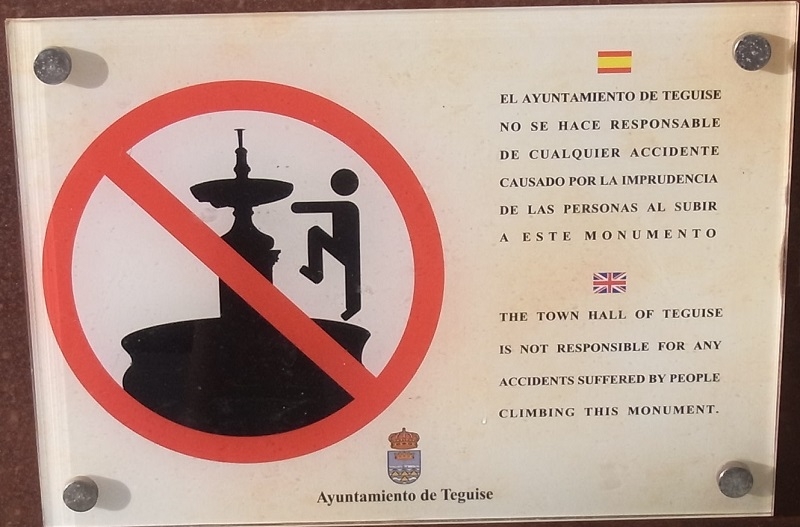 EL AYUNTAMIENTO DE TEGUISE
NO SE HACE RESPONSABLE
DE CUALQUIER ACCIDENTE
CAUSADO POR LA IMPRUDENCIA
DE LAS PERSONAS AL SUBIR
A ESTE MONUMENTO
THE TOWN HALL OF TEGUISE
IS NOT RESPONSIBLE FOR ANY
ACCIDENTS SUFFERED BY PEOPLE
CLIMBING THIS MONUMENT.
Ayuntamiento de Teguise